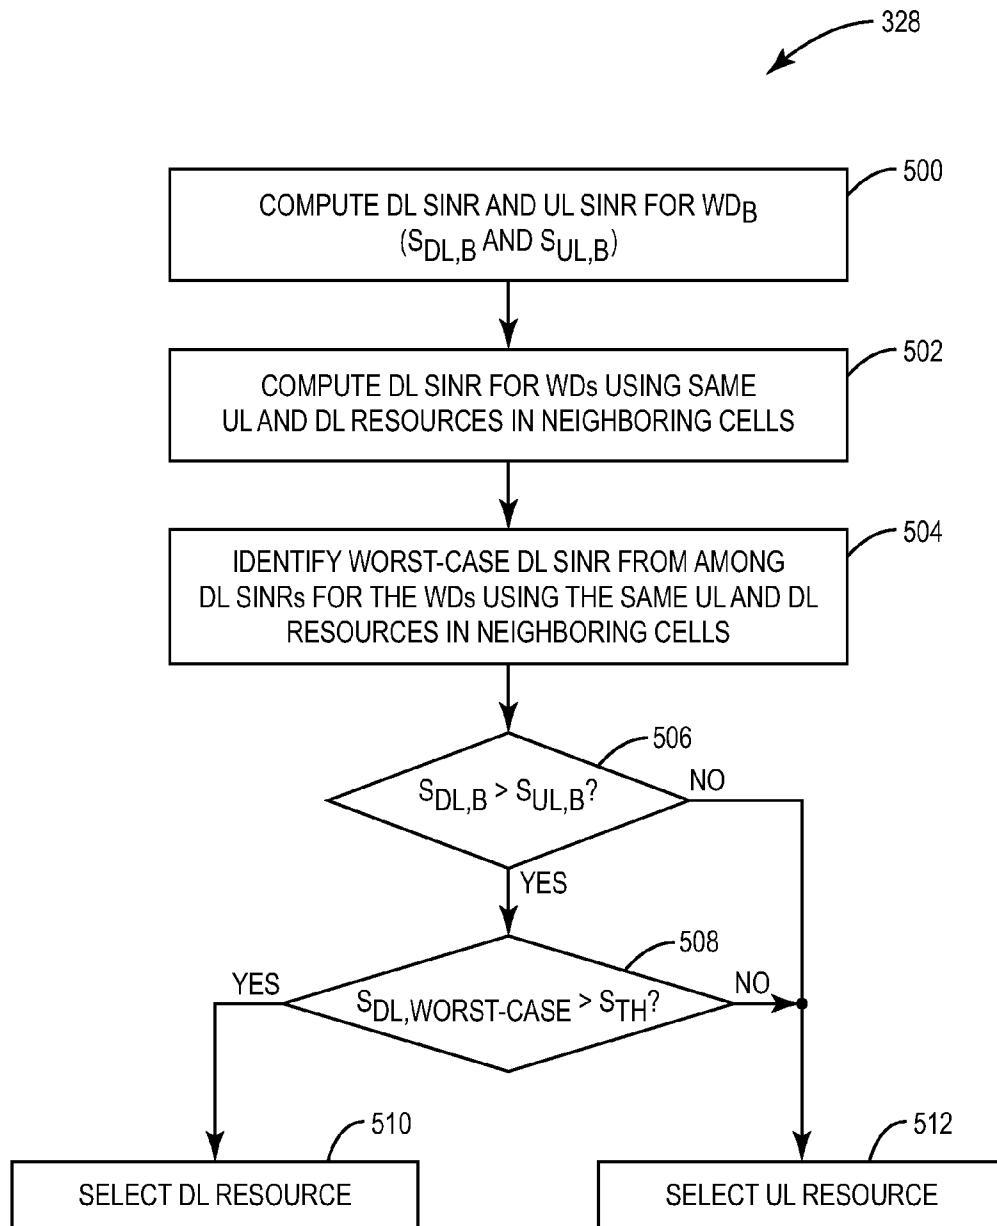 328
500
COMPUTE DL SINR AND UL SINR FOR WDB
(SDL,B AND SUL,B)
502
COMPUTE DL SINR FOR WDs USING SAME
UL AND DL RESOURCES IN NEIGHBORING CELLS
504
IDENTIFY WORST-CASE DL SINR FROM AMONG
DL SINRs FOR THE WDs USING THE SAME UL AND DL
RESOURCES IN NEIGHBORING CELLS
506
SDL,B > SUL,B?
NO
YES
508
YES
SDL,WORST-CASE > STH?
NO
510
SELECT DL RESOURCE
512
SELECT UL RESOURCE